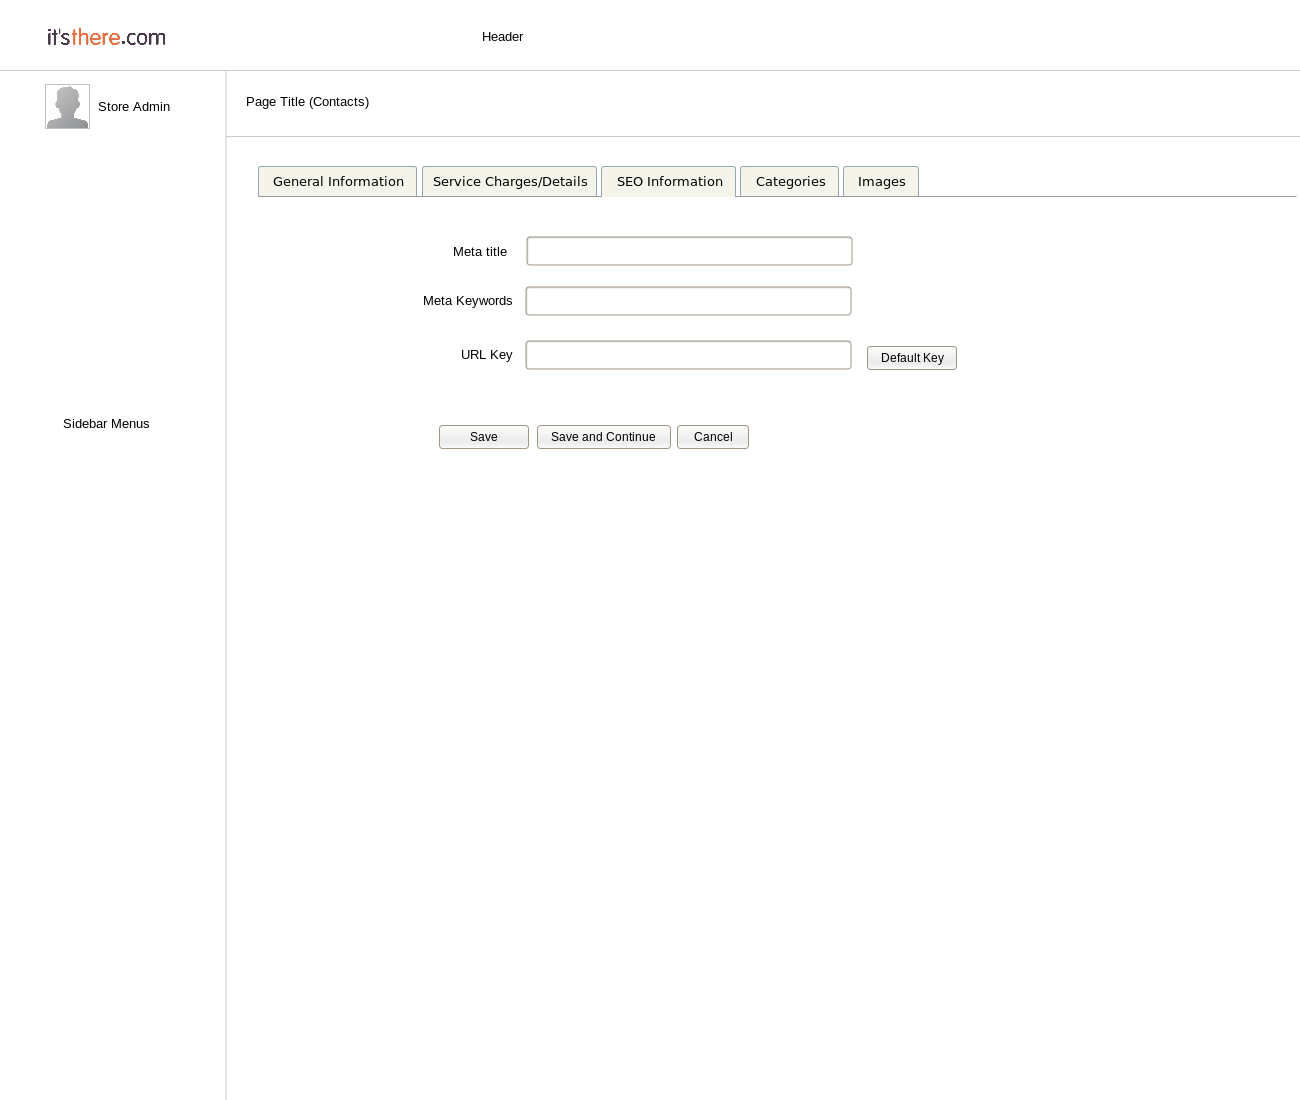 it'sthere.com
Header
Store Admin
Page Title (Contacts)
General Information
Service Charges/Details
SEO Information
Categories
Images
Meta title
Meta Keywords
URL Key
Default Key
Sidebar Menus
Save
Save and Continue
Cancel